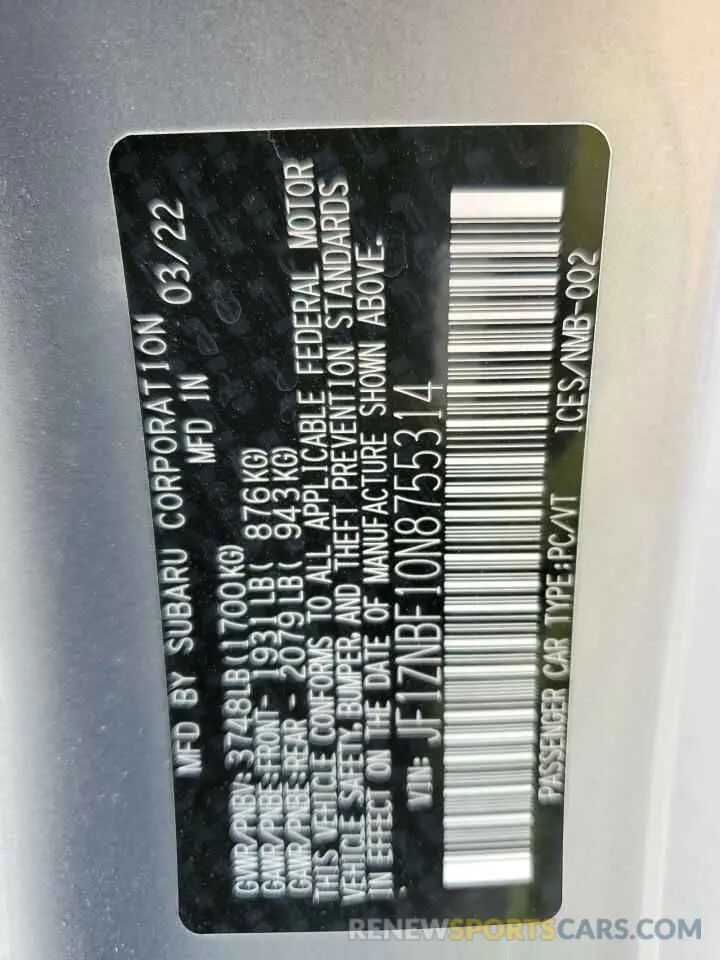 MFD BY SUBARU CORPORATION
MFD IN 03/22
GVWR/PNBV: 3748LB(1700KG)
GAWR/PNBE:FRONT- 1931LB( 876KG)
GAWR/PNBE:REAR - 2079LB( 943KG)
THIS VEHICLE CONFORMS TO ALL APPLICABLE FEDERAL MOTOR
VEHICLE SAFETY, BUMPER, AND THEFT PREVENTION STANDARDS
IN EFFECT ON THE DATE OF MANUFACTURE SHOWN ABOVE.
VIN: JF1ZNBF10N8755314
PASSENGER CAR TYPE:PC/VT ICES/NMB-002
RENEWSPORTSCARS.COM